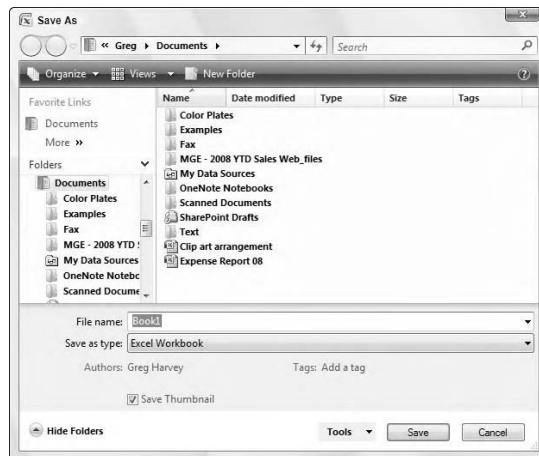 Save As
« Greg ▸ Documents ▸ Search
Organize Views New Folder
Favorite Links
Documents
More »
Folders
Documents
Color Plates
Examples
Fax
MGE - 2008 YTD
My Data Sources
OneNote Notebo
Scanned Docume
Name Date modified Type Size Tags
Color Plates
Examples
Fax
MGE - 2008 YTD Sales Web_files
My Data Sources
OneNote Notebooks
Scanned Documents
SharePoint Drafts
Text
Clip art arrangement
Expense Report 08
File name: Book1
Save as type: Excel Workbook
Authors: Greg Harvey Tags: Add a tag
Save Thumbnail
Hide Folders Tools Save Cancel